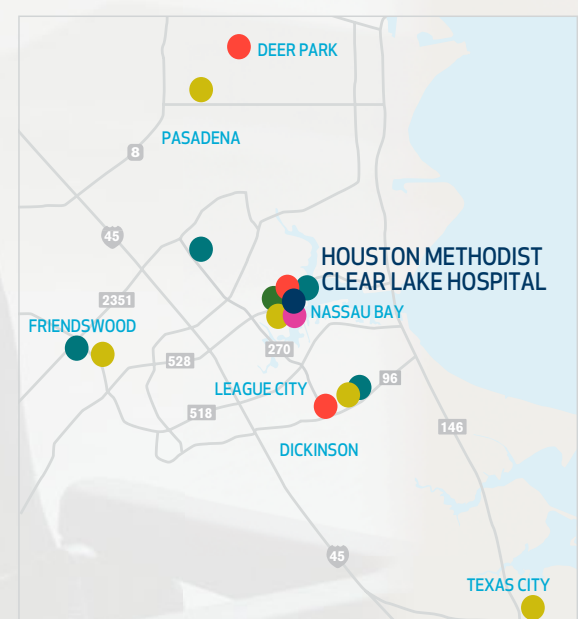 DEER PARK
PASADENA
8
45
HOUSTON METHODIST
CLEAR LAKE HOSPITAL
2351
NASSAU BAY
FRIENDSWOOD
270
528
96
LEAGUE CITY
518
146
DICKINSON
45
TEXAS CITY